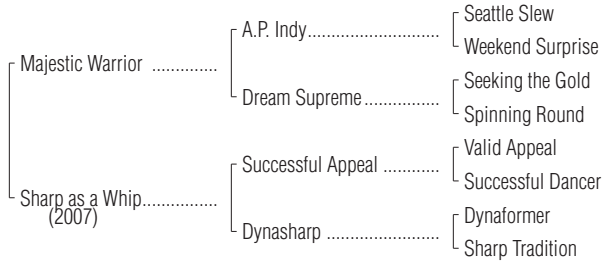 Seattle Slew
A.P. Indy..............................
Weekend Surprise
Majestic Warrior ..............
Seeking the Gold
Dream Supreme.................
Spinning Round
Valid Appeal
Successful Appeal ............
Successful Dancer
Sharp as a Whip................
(2007)
Dynaformer
Dynasharp ........................
Sharp Tradition